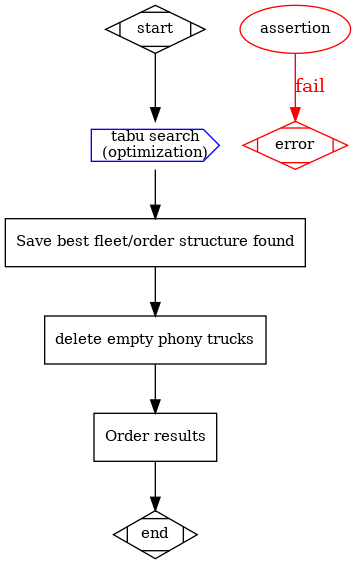 start
assertion
fail
tabu search
(optimization)
error
Save best fleet/order structure found
delete empty phony trucks
Order results
end